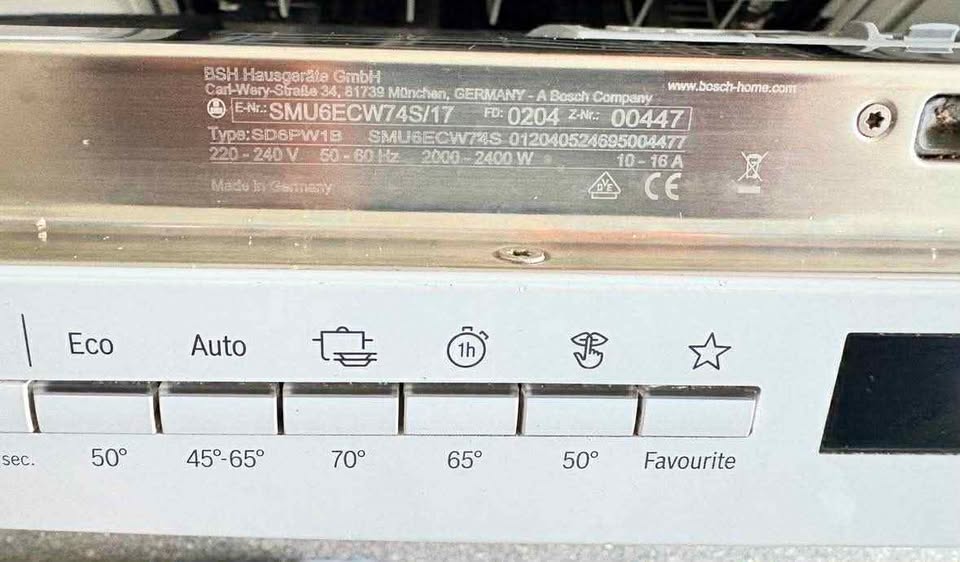 BSH Hausgeräte GmbH
Carl-Wery-Straße 34, 81739 München, GERMANY - A Bosch Company
www.bosch-home.com
E-Nr.: SMU6ECW74S/17 FD: 0204 Z-Nr.: 00447
Type: SD6PW1B SMU6ECW74S 012040524695004477
220 - 240 V 50 - 60 Hz 2000 - 2400 W 10 - 16 A
Made in Germany
VDE CE
Eco Auto 1h
sec. 50° 45°-65° 70° 65° 50° Favourite